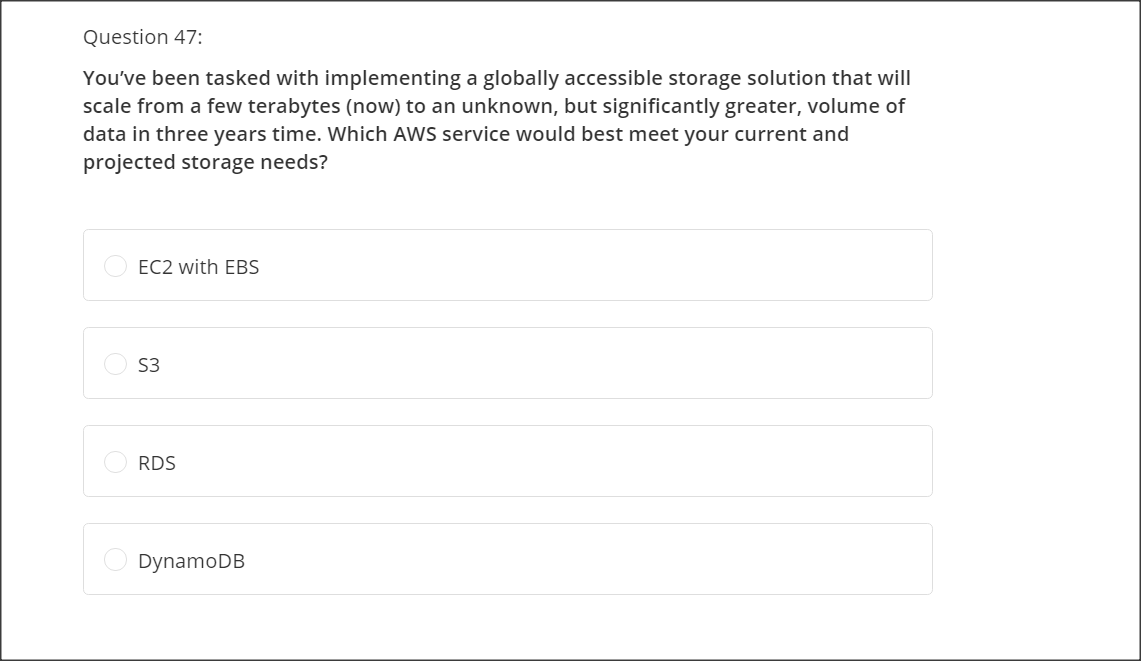 Question 47:
You’ve been tasked with implementing a globally accessible storage solution that will
scale from a few terabytes (now) to an unknown, but significantly greater, volume of
data in three years time. Which AWS service would best meet your current and
projected storage needs?
EC2 with EBS
S3
RDS
DynamoDB